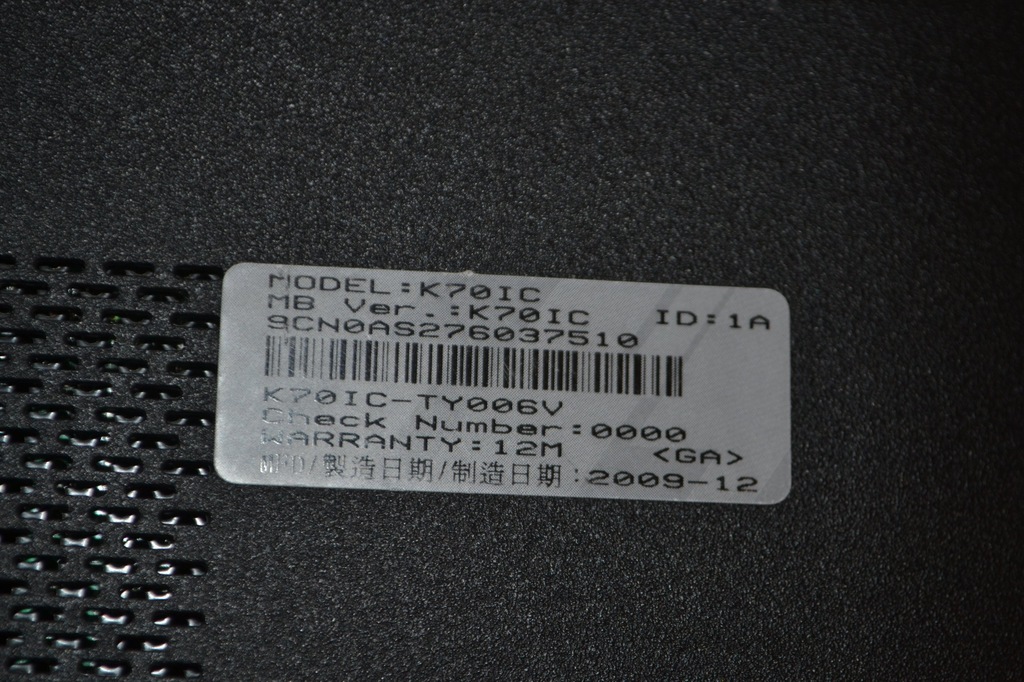 MODEL:K70IC
MB Ver.:K70IC ID:1A
9CN0AS276037510
K70IC-TY006V
Check Number:0000
WARRANTY:12M <GA>
MFD/製造日期/制造日期:2009-12